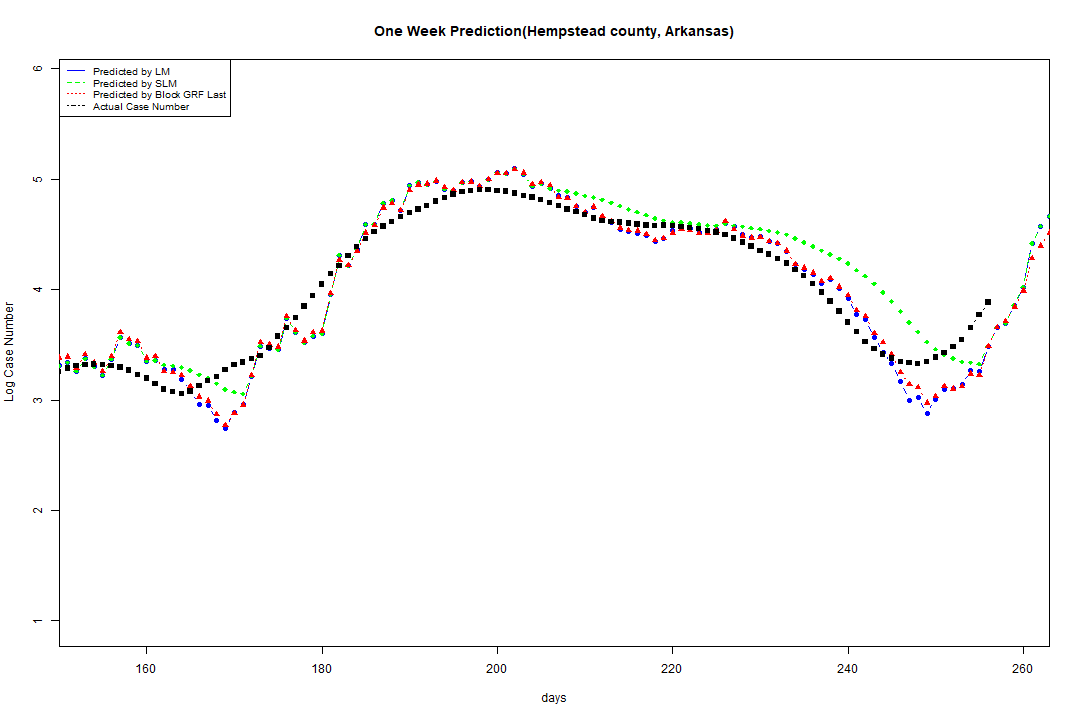 One Week Prediction(Hempstead county, Arkansas)
Predicted by LM
Predicted by SLM
Predicted by Block GRF Last
Actual Case Number
6
5
4
3
2
1
Log Case Number
160 180 200 220 240 260
days